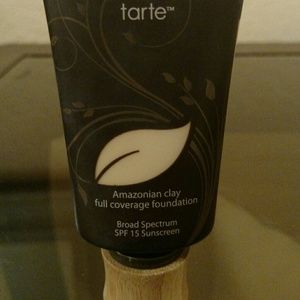 tarte™
Amazonian clay
full coverage foundation
Broad Spectrum
SPF 15 Sunscreen